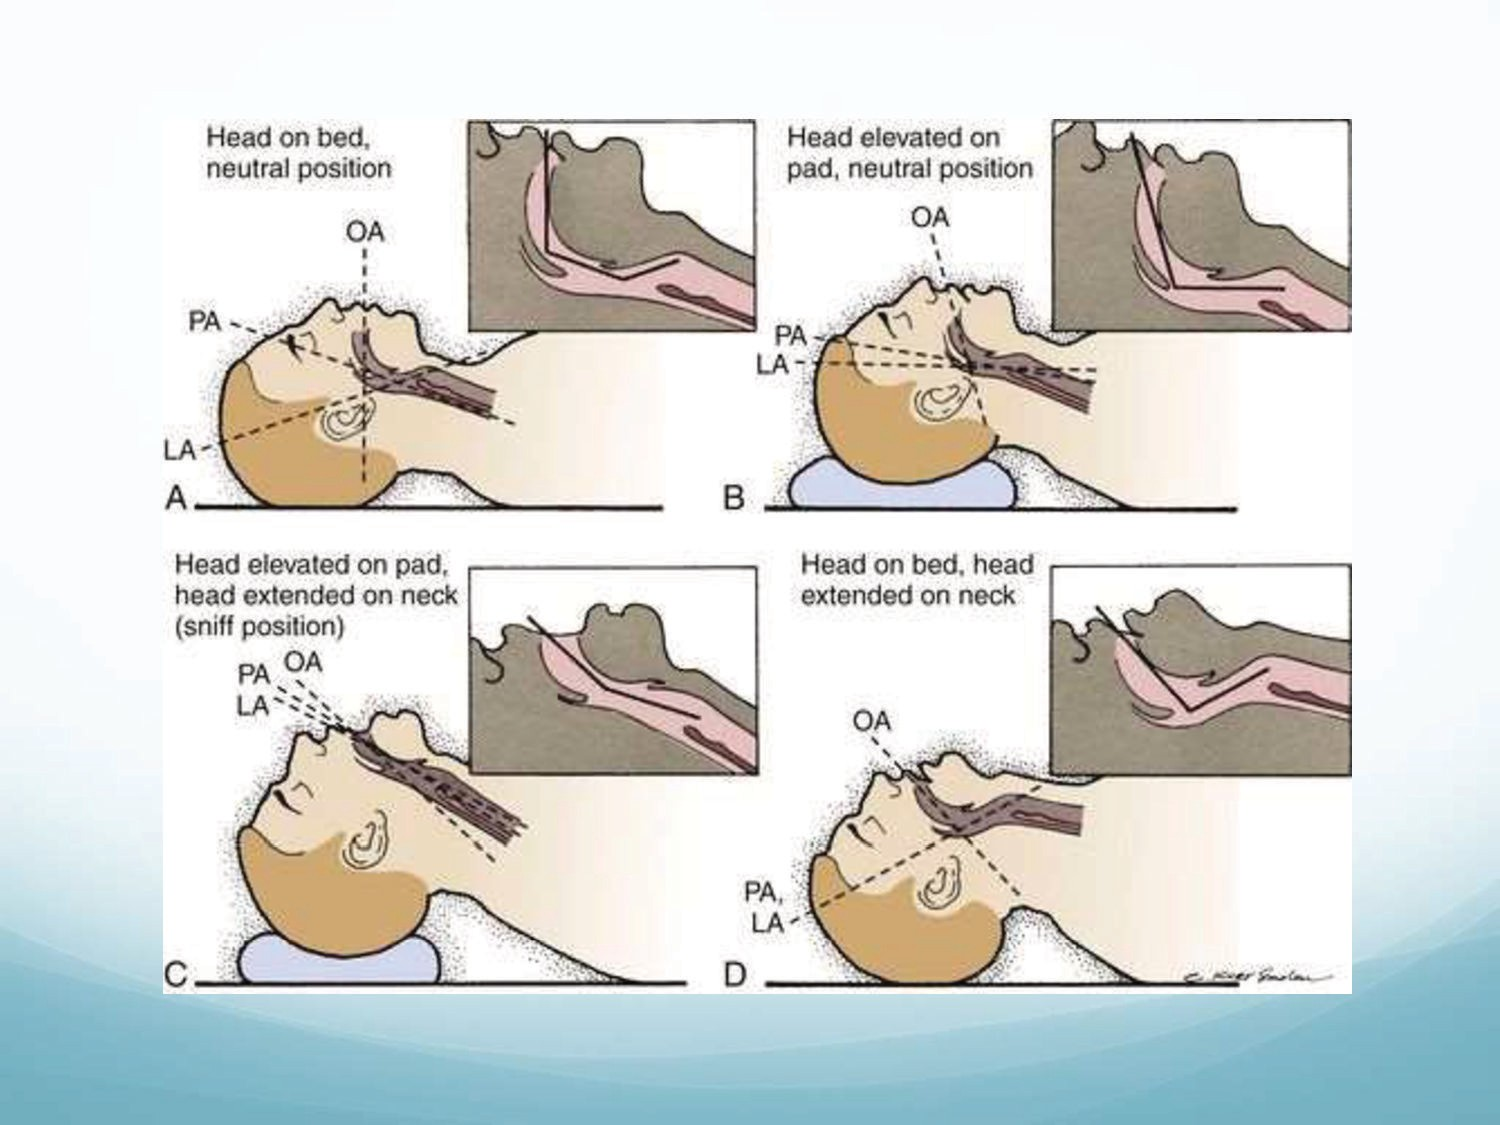 Head on bed,
neutral position
OA
PA
LA
A
Head elevated on
pad, neutral position
OA
PA
LA
B
Head elevated on pad,
head extended on neck
(sniff position)
PA OA
LA
C
Head on bed, head
extended on neck
OA
PA,
LA
D